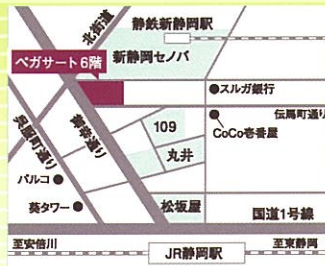 北街道
静鉄新静岡駅
新静岡セノバ
ペガサート6階
スルガ銀行
伝馬町通り
CoCo壱番屋
呉服町通り
御幸通り
109
丸井
パルコ
葵タワー
松坂屋
国道1号線
至安倍川
JR静岡駅
至東静岡